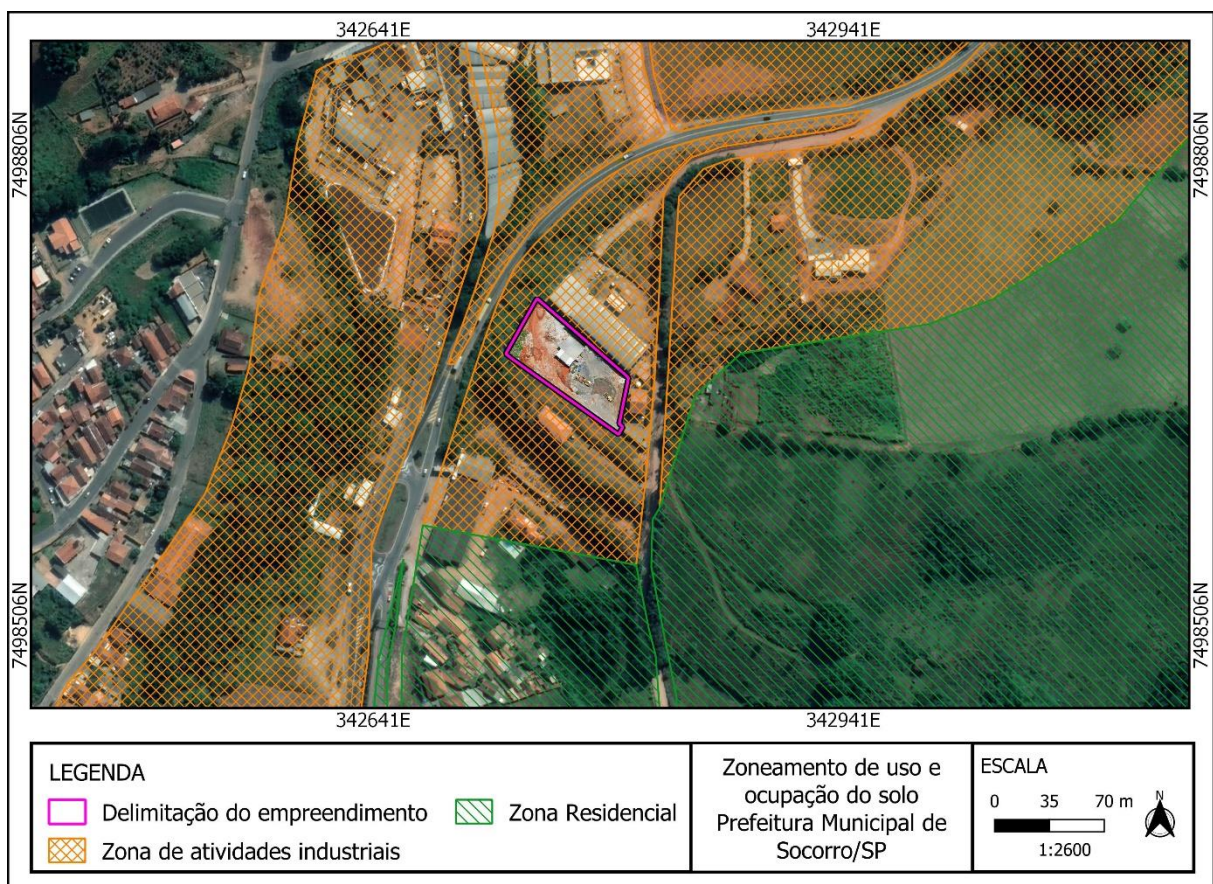 342641E 342941E
7498806N 7498806N
7498506N 7498506N
342641E 342941E
LEGENDA
Delimitação do empreendimento
Zona Residencial
Zona de atividades industriais
Zoneamento de uso e
ocupação do solo
Prefeitura Municipal de
Socorro/SP
ESCALA
0 35 70 m
N
1:2600